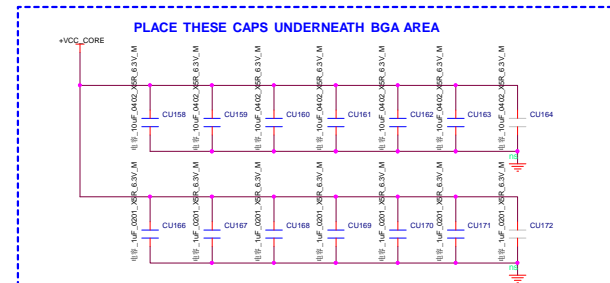 PLACE THESE CAPS UNDERNEATH BGA AREA
+VCC_CORE
电容_10uF_0402_X5R_6.3V_M
电容_10uF_0402_X5R_6.3V_M
电容_10uF_0402_X5R_6.3V_M
电容_10uF_0402_X5R_6.3V_M
电容_10uF_0402_X5R_6.3V_M
电容_10uF_0402_X5R_6.3V_M
电容_10uF_0402_X5R_6.3V_M
CU158
CU159
CU160
CU161
CU162
CU163
CU164
na
电容_1uF_0201_X5R_6.3V_M
电容_1uF_0201_X5R_6.3V_M
电容_1uF_0201_X5R_6.3V_M
电容_1uF_0201_X5R_6.3V_M
电容_1uF_0201_X5R_6.3V_M
电容_1uF_0201_X5R_6.3V_M
电容_1uF_0201_X5R_6.3V_M
CU166
CU167
CU168
CU169
CU170
CU171
CU172
na